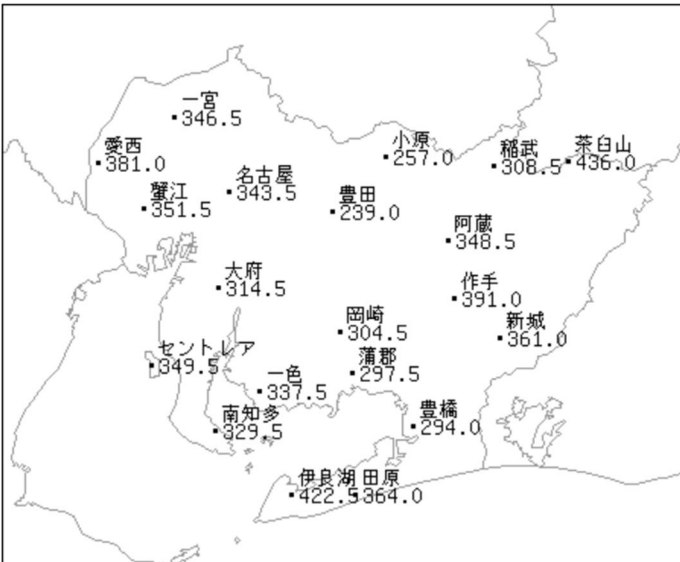 一宮
346.5
愛西
381.0
小原
257.0
稲武
308.5
茶臼山
436.0
名古屋
343.5
蟹江
351.5
豊田
239.0
阿蔵
348.5
大府
314.5
作手
391.0
岡崎
304.5
新城
361.0
セントレア
349.5
蒲郡
297.5
一色
337.5
南知多
329.5
豊橋
294.0
伊良湖
422.5
田原
364.0